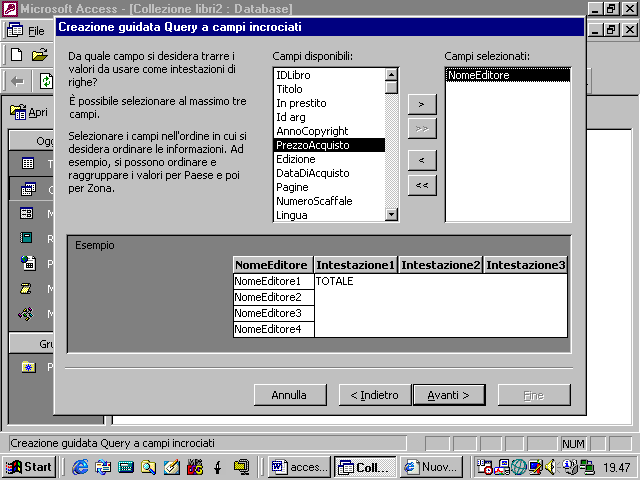 Microsoft Access - [Collezione libri2 : Database]
File
Creazione guidata Query a campi incrociati
Da quale campo si desidera trarre i
valori da usare come intestazioni di
righe?
È possibile selezionare al massimo tre
campi.
Selezionare i campi nell'ordine in cui si
desidera ordinare le informazioni. Ad
esempio, si possono ordinare e
raggruppare i valori per Paese e poi
per Zona.
Campi disponibili:
IDLibro
Titolo
In prestito
Id arg
AnnoCopyright
PrezzoAcquisto
Edizione
DataDiAcquisto
Pagine
NumeroScaffale
Lingua
>
>>
<
<<
Campi selezionati:
NomeEditore
Apri
Ogg
Gru
P
Esempio
NomeEditore Intestazione1 Intestazione2 Intestazione3
NomeEditore1 TOTALE
NomeEditore2
NomeEditore3
NomeEditore4
Annulla
< Indietro
Avanti >
Fine
Creazione guidata Query a campi incrociati
NUM
Start
acces...
Coll...
Nuov...
19.47